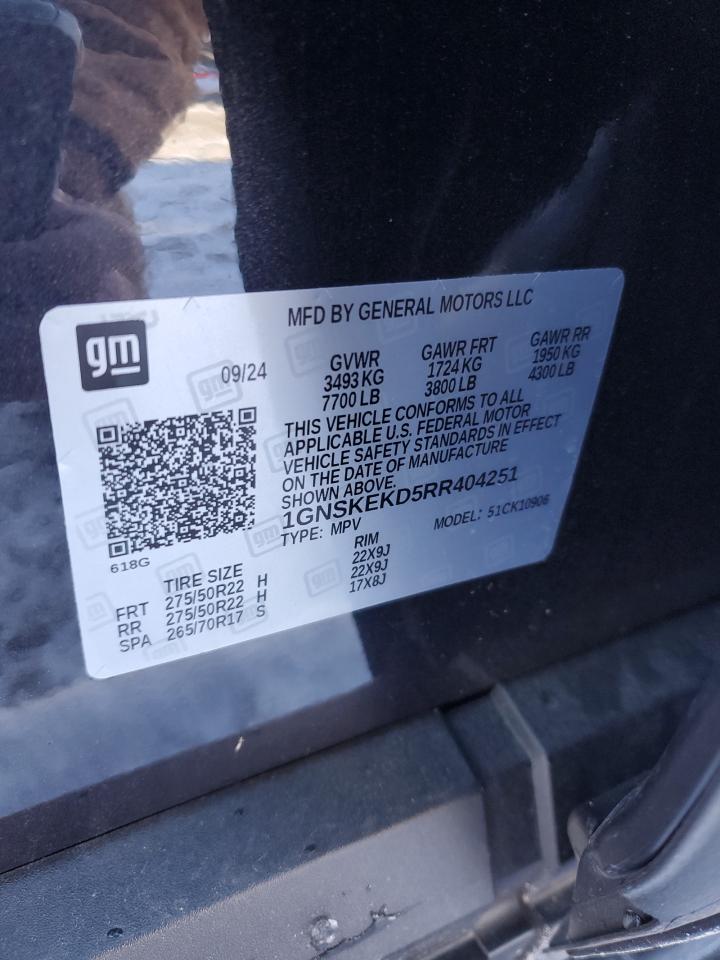 MFD BY GENERAL MOTORS LLC
gm
09/24
GVWR
3493 KG
7700 LB
GAWR FRT
1724 KG
3800 LB
GAWR RR
1950 KG
4300 LB
THIS VEHICLE CONFORMS TO ALL
APPLICABLE U.S. FEDERAL MOTOR
VEHICLE SAFETY STANDARDS IN EFFECT
ON THE DATE OF MANUFACTURE
SHOWN ABOVE.
1GNSKEKD5RR404251
TYPE: MPV
MODEL: 51CK10906
618G
TIRE SIZE
RIM
FRT 275/50R22 H 22X9J
RR 275/50R22 H 22X9J
SPA 265/70R17 S 17X8J